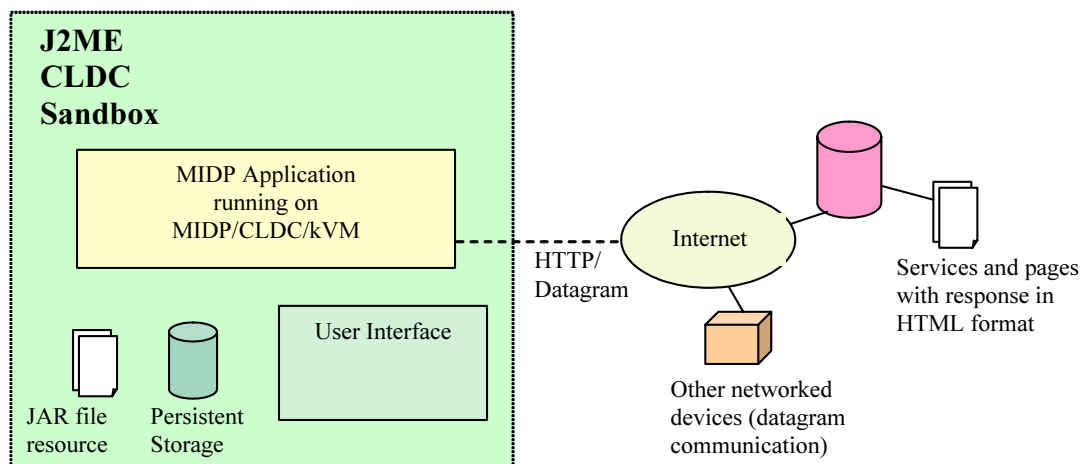 J2ME
CLDC
Sandbox
MIDP Application
running on
MIDP/CLDC/kVM
HTTP/
Datagram
Internet
Services and pages
with response in
HTML format
User Interface
JAR file
resource
Persistent
Storage
Other networked
devices (datagram
communication)